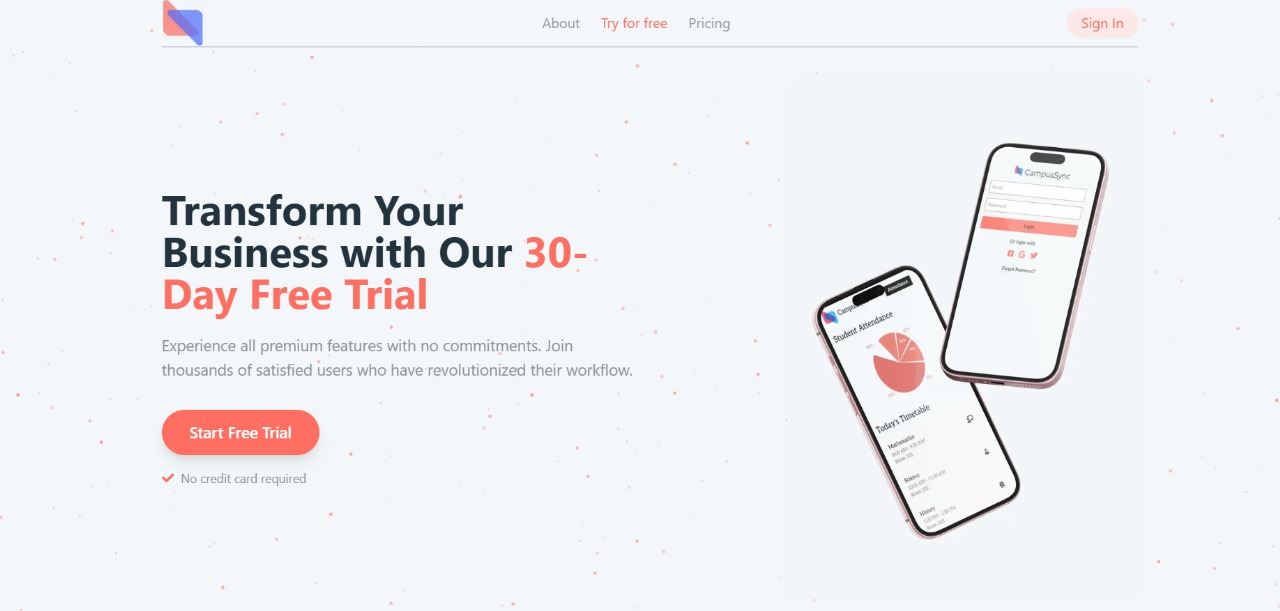 About
Try for free
Pricing
Sign In
Transform Your
Business with Our 30-
Day Free Trial
Experience all premium features with no commitments. Join
thousands of satisfied users who have revolutionized their workflow.
Start Free Trial
No credit card required
CampusSync
Email
Password
Login
Or login with
Forgot Password?
Attendance
Student Attendance
Today's Timetable
Mathematics
Room 101
Science
History